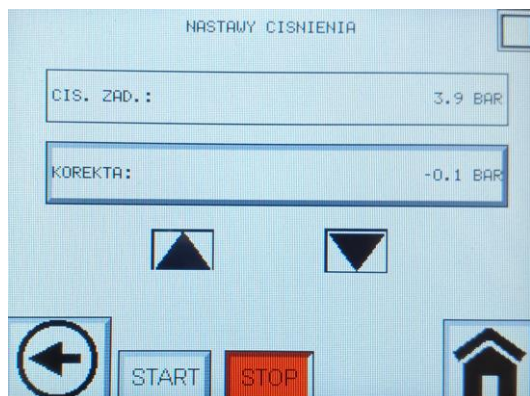 NASTAWY CISNIENIA
CIS. ZAD.: 3.9 BAR
KOREKTA: -0.1 BAR
START STOP